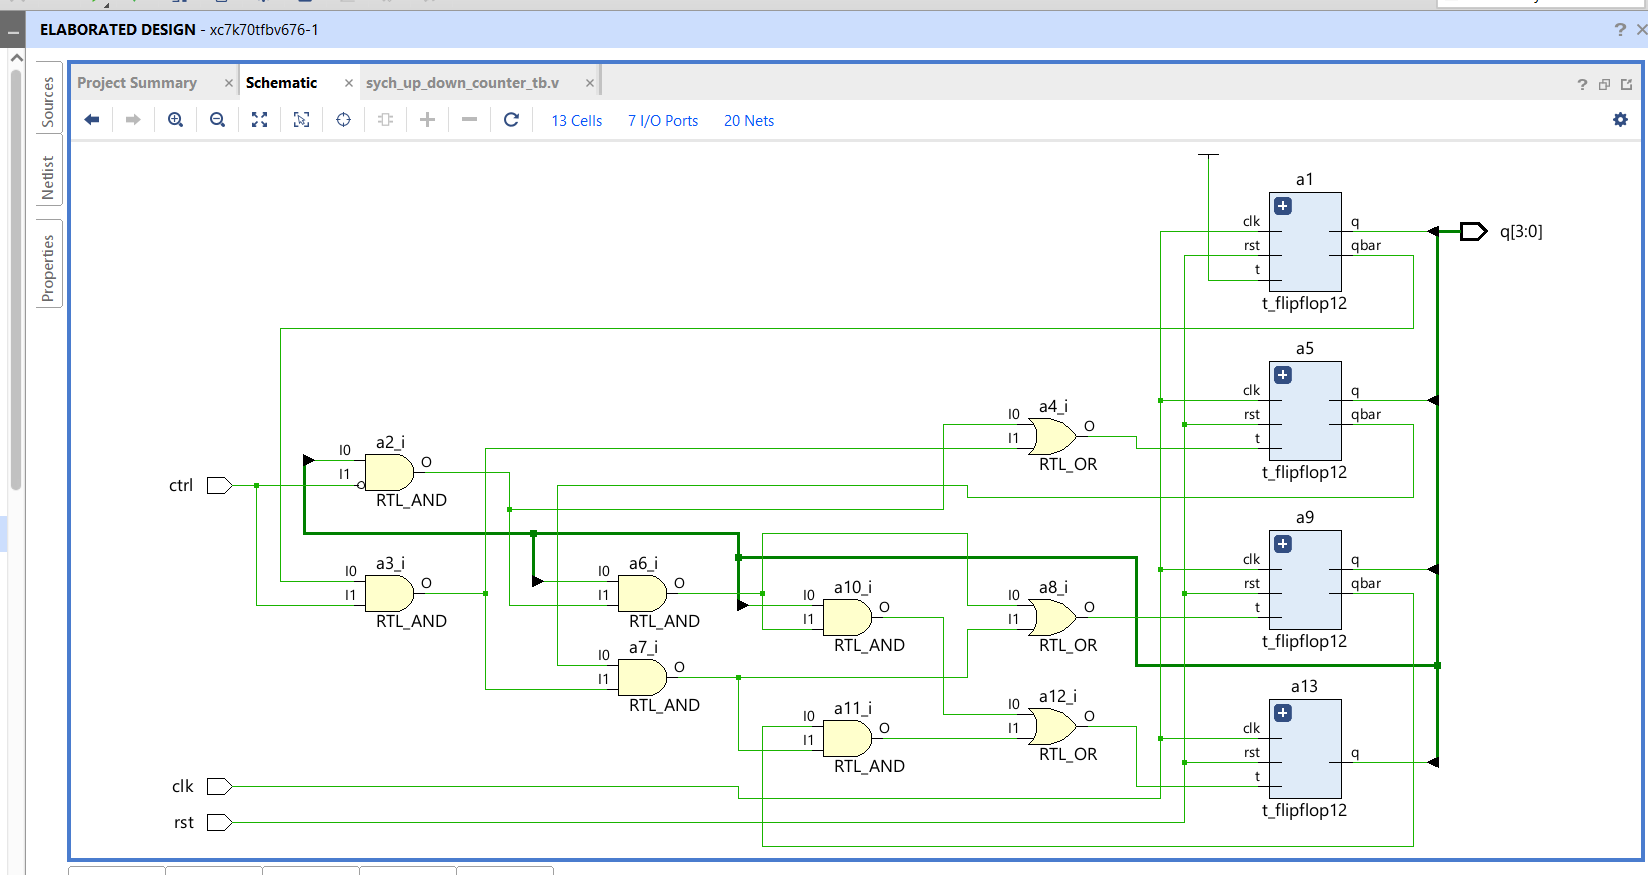 ELABORATED DESIGN - xc7k70tfbv676-1
Sources
Netlist
Properties
Project Summary
Schematic
sych_up_down_counter_tb.v
13 Cells
7 I/O Ports
20 Nets
a1
clk
rst
t
q
qbar
t_flipflop12
q[3:0]
a5
clk
rst
t
q
qbar
t_flipflop12
a4_i
I0
I1
O
RTL_OR
a2_i
I0
I1
O
RTL_AND
ctrl
a3_i
I0
I1
O
RTL_AND
a6_i
I0
I1
O
RTL_AND
a7_i
I0
I1
O
RTL_AND
a10_i
I0
I1
O
RTL_AND
a8_i
I0
I1
O
RTL_OR
a9
clk
rst
t
q
qbar
t_flipflop12
a11_i
I0
I1
O
RTL_AND
a12_i
I0
I1
O
RTL_OR
a13
clk
rst
t
q
t_flipflop12
clk
rst